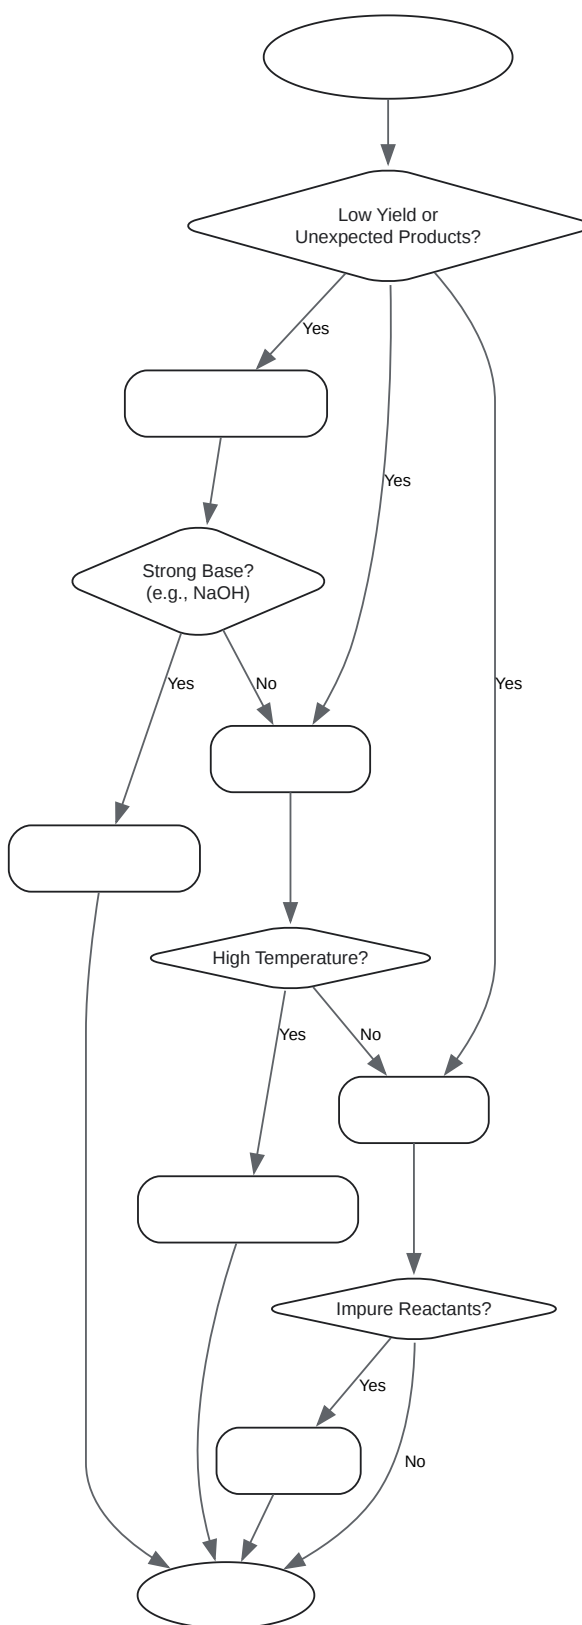 Low Yield or
Unexpected Products?
Yes
Yes
Strong Base?
(e.g., NaOH)
Yes
No
Yes
High Temperature?
Yes
No
Impure Reactants?
Yes
No